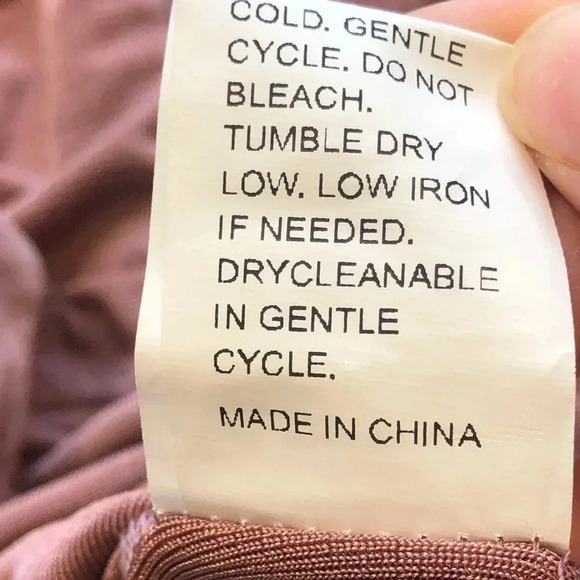 COLD. GENTLE
CYCLE. DO NOT
BLEACH.
TUMBLE DRY
LOW. LOW IRON
IF NEEDED.
DRYCLEANABLE
IN GENTLE
CYCLE.
MADE IN CHINA